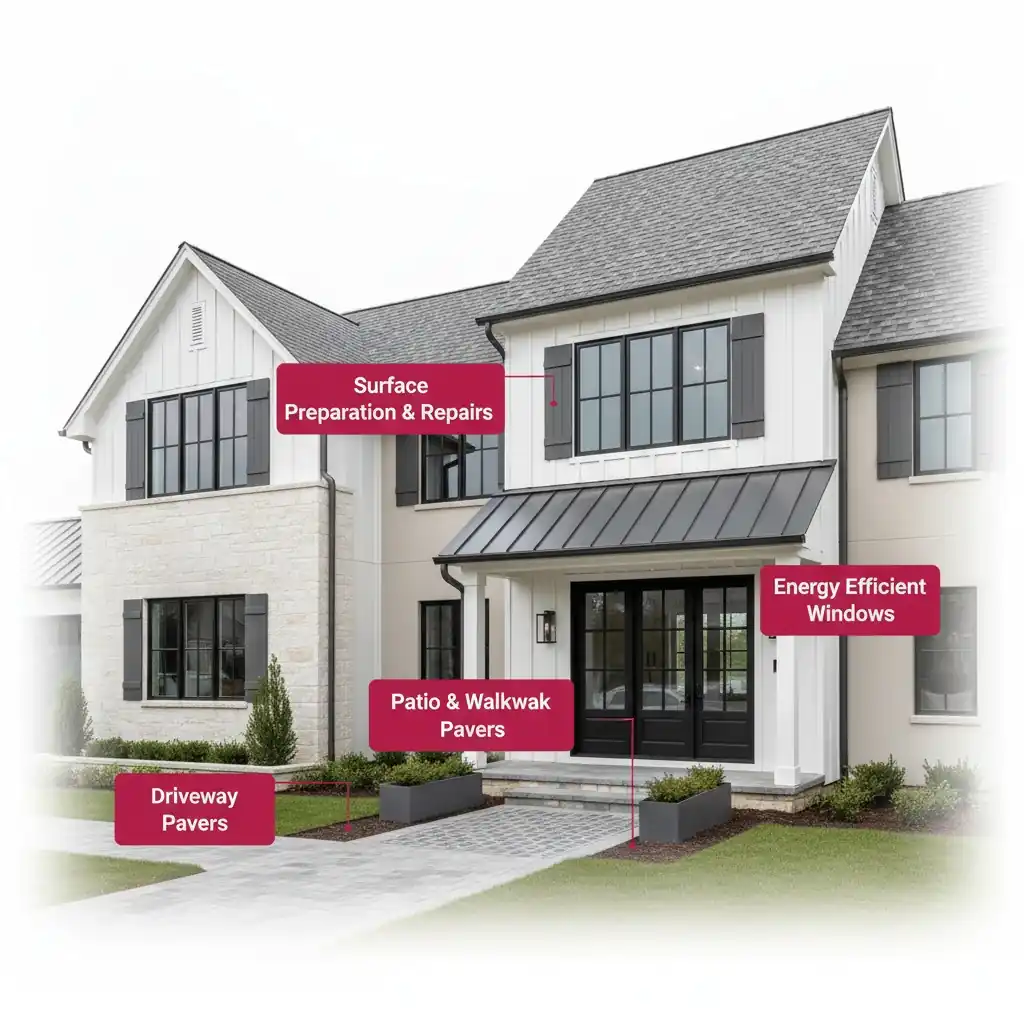 Surface
Preparation & Repairs
Energy Efficient
Windows
Patio & Walkwak
Pavers
Driveway
Pavers